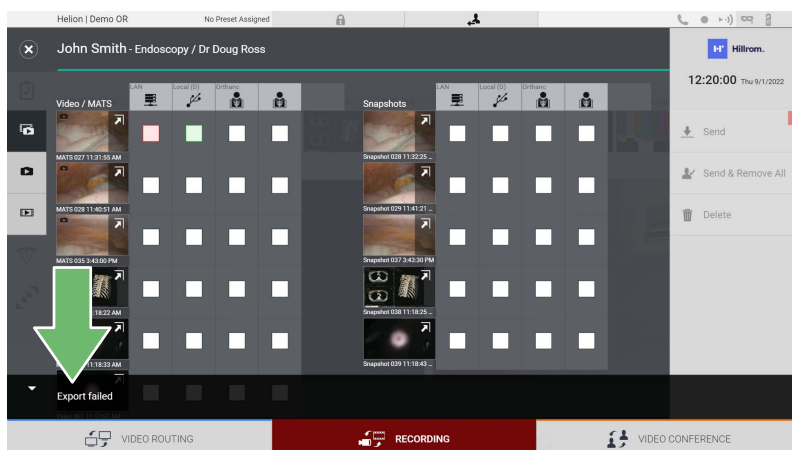 Helion | Demo OR
No Preset Assigned
John Smith - Endoscopy / Dr Doug Ross
Hillrom.
12:20:00 Thu 9/1/2022
Video / MATS
LAN
Local (D)
Orthanc
Snapshots
LAN
Local (D)
Orthanc
MATS 027 11:31:55 AM
Snapshot 028 11:32:25 ...
Send
MATS 028 11:40:51 AM
Snapshot 029 11:41:21 ...
Send & Remove All
MATS 035 3:43:00 PM
Snapshot 037 3:43:30 PM
Delete
:18:22 AM
Snapshot 038 11:18:25 ...
:18:33 AM
Snapshot 039 11:18:43 ...
Export failed
VIDEO ROUTING
RECORDING
VIDEO CONFERENCE